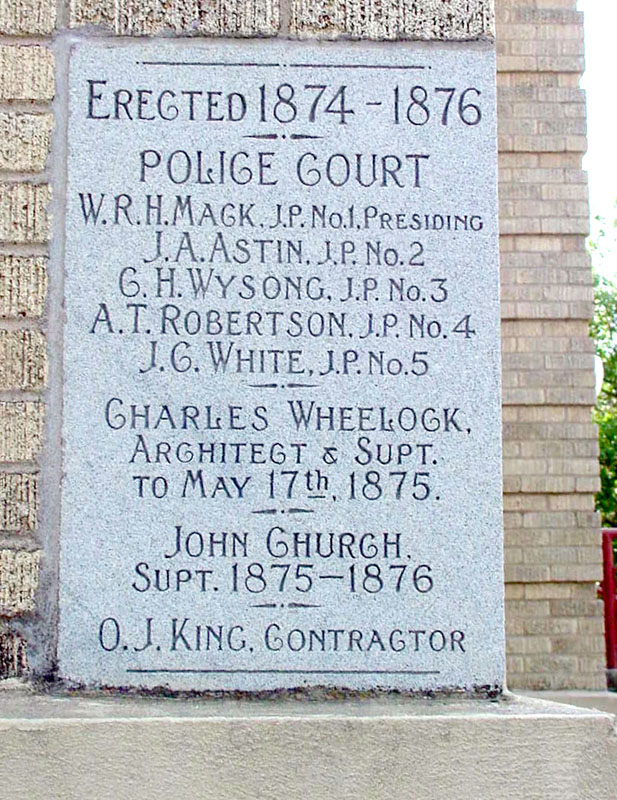 ERECTED 1874 - 1876
POLICE COURT
W. R. H. MACK, J.P. No. 1, PRESIDING
J. A. ASTIN, J.P. No. 2
C. H. WYSONG, J.P. No. 3
A. T. ROBERTSON, J.P. No. 4
J. C. WHITE, J.P. No. 5
CHARLES WHEELOCK,
ARCHITECT & SUPT.
TO MAY 17th, 1875.
JOHN CHURCH,
SUPT. 1875—1876
O. J. KING, CONTRACTOR